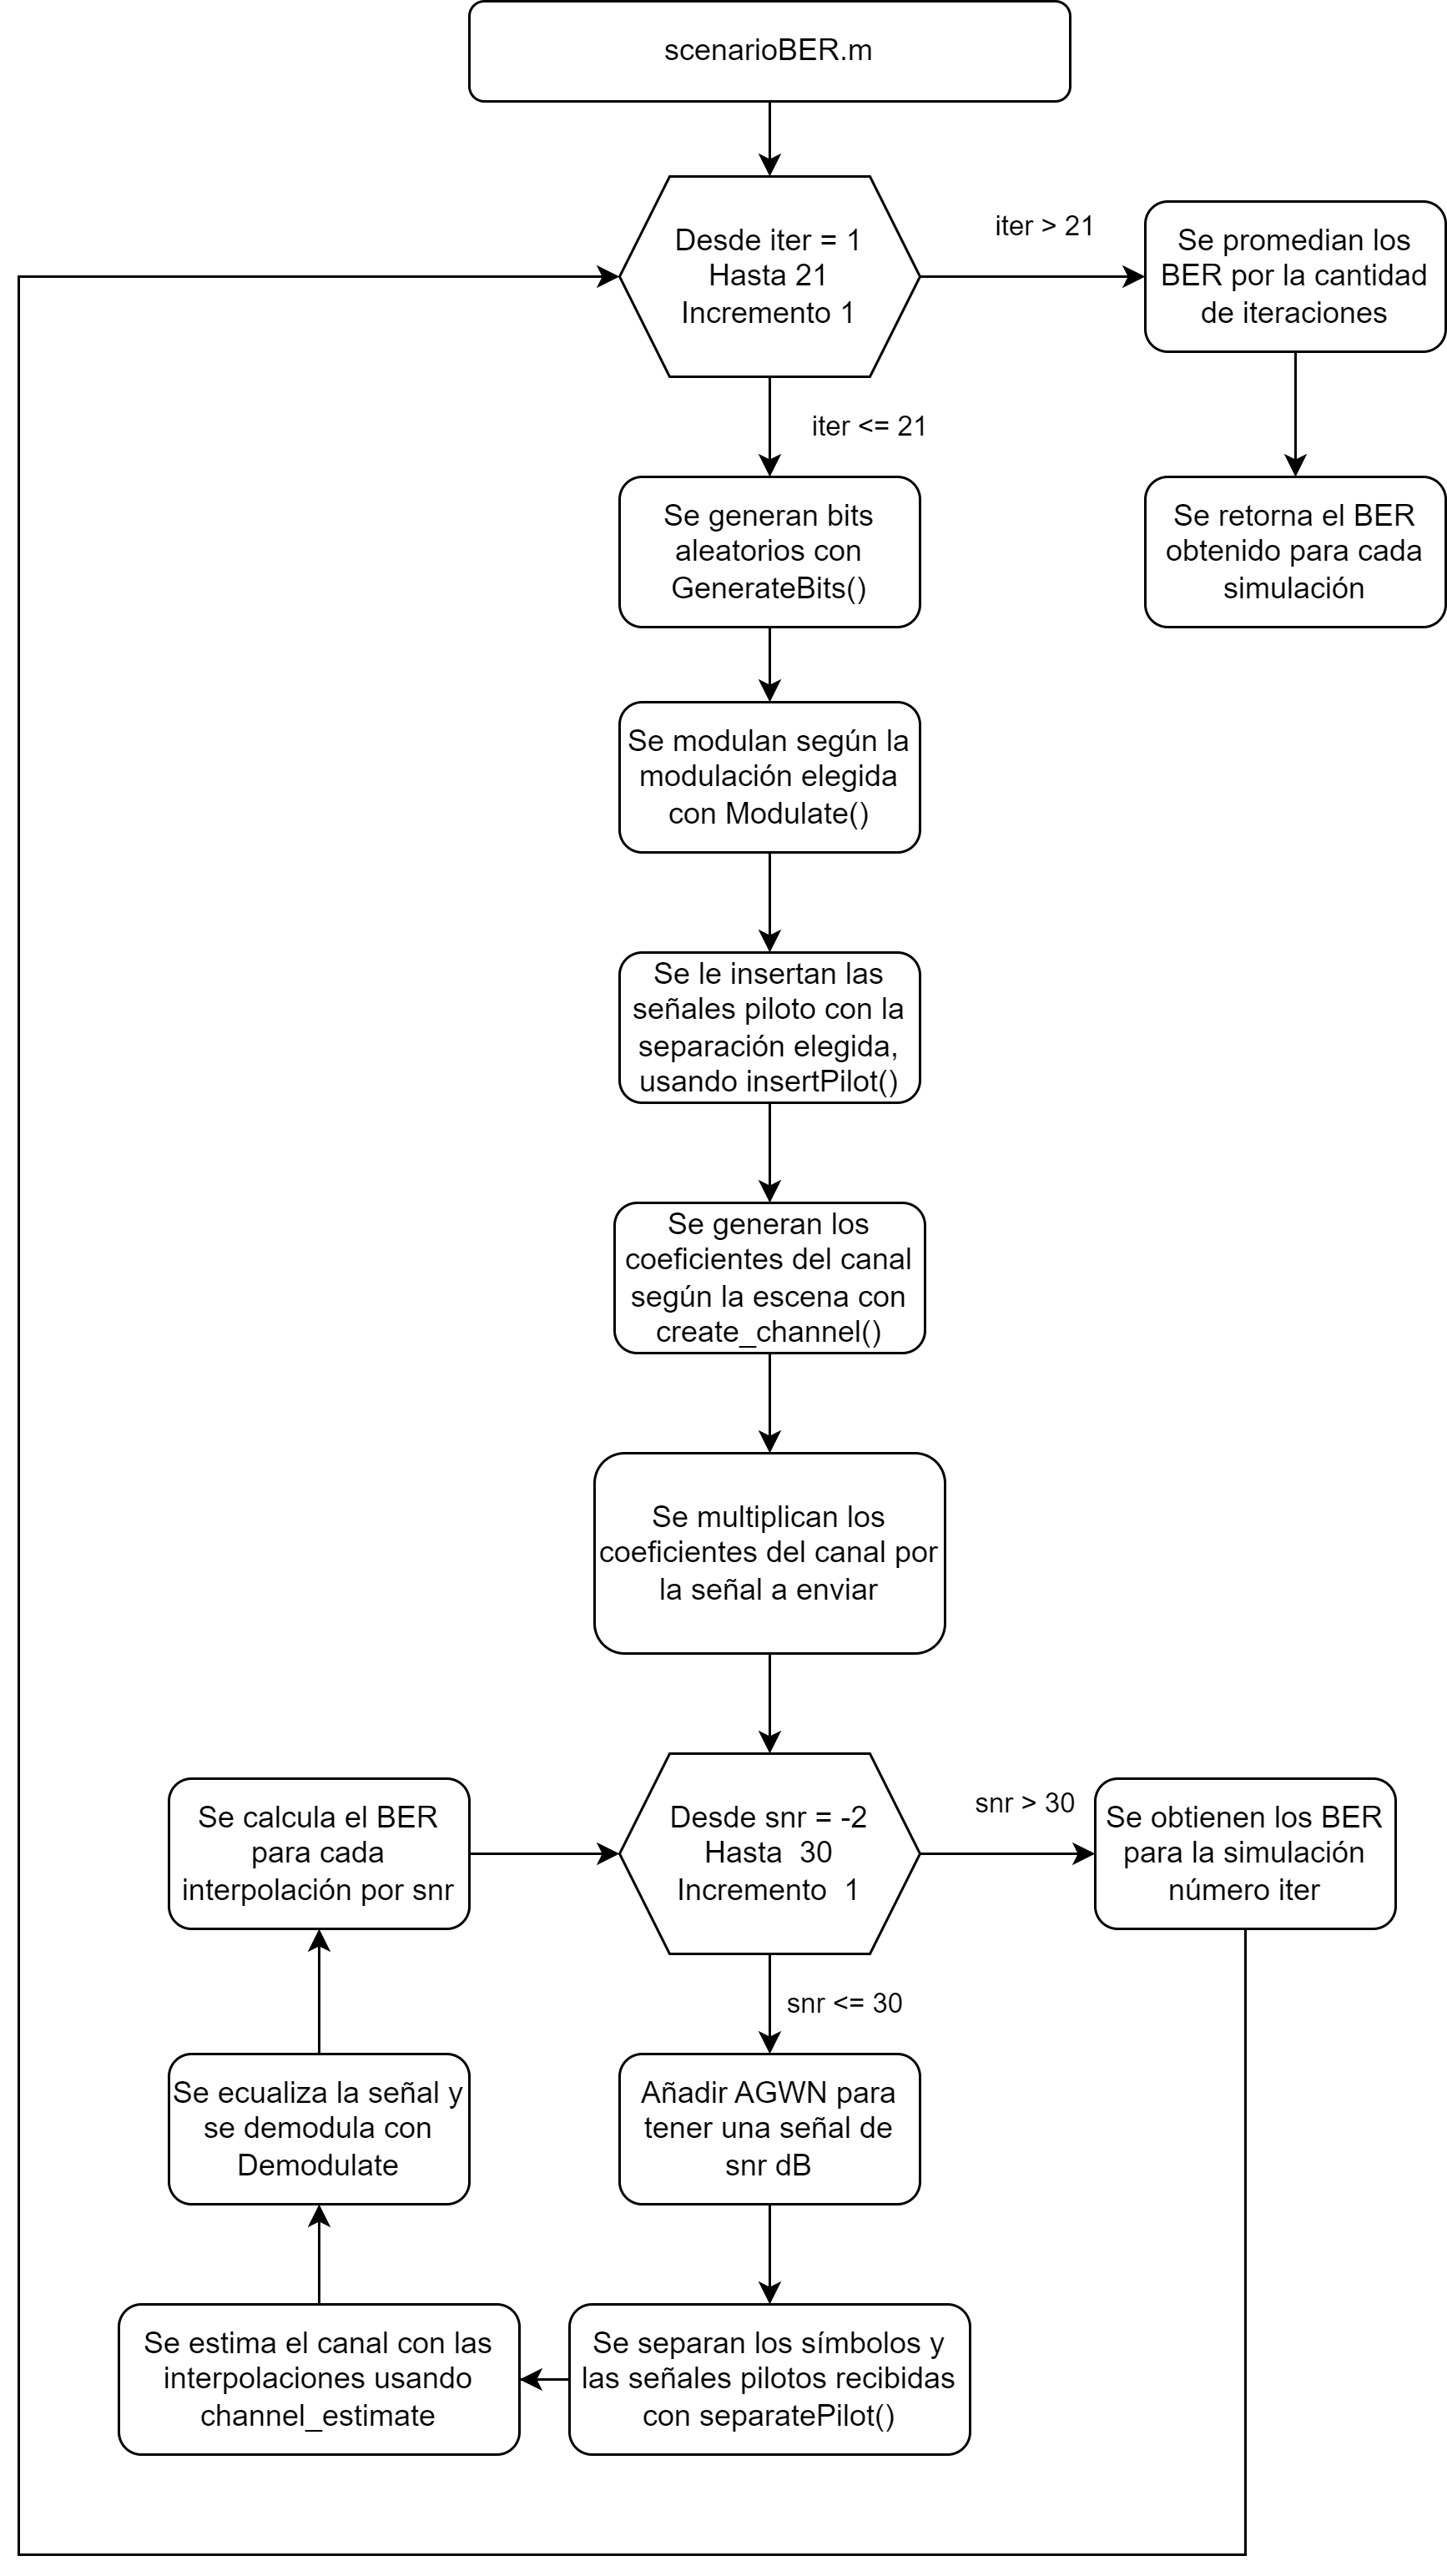 scenarioBER.m
Desde iter = 1
Hasta 21
Incremento 1
iter > 21
Se promedian los
BER por la cantidad
de iteraciones
iter <= 21
Se generan bits
aleatorios con
GenerateBits()
Se retorna el BER
obtenido para cada
simulación
Se modulan según la
modulación elegida
con Modulate()
Se le insertan las
señales piloto con la
separación elegida,
usando insertPilot()
Se generan los
coeficientes del canal
según la escena con
create_channel()
Se multiplican los
coeficientes del canal por
la señal a enviar
Se calcula el BER
para cada
interpolación por snr
Desde snr = -2
Hasta  30
Incremento  1
snr > 30
Se obtienen los BER
para la simulación
número iter
snr <= 30
Se ecualiza la señal y
se demodula con
Demodulate
Añadir AGWN para
tener una señal de
snr dB
Se estima el canal con las
interpolaciones usando
channel_estimate
Se separan los símbolos y
las señales pilotos recibidas
con separatePilot()